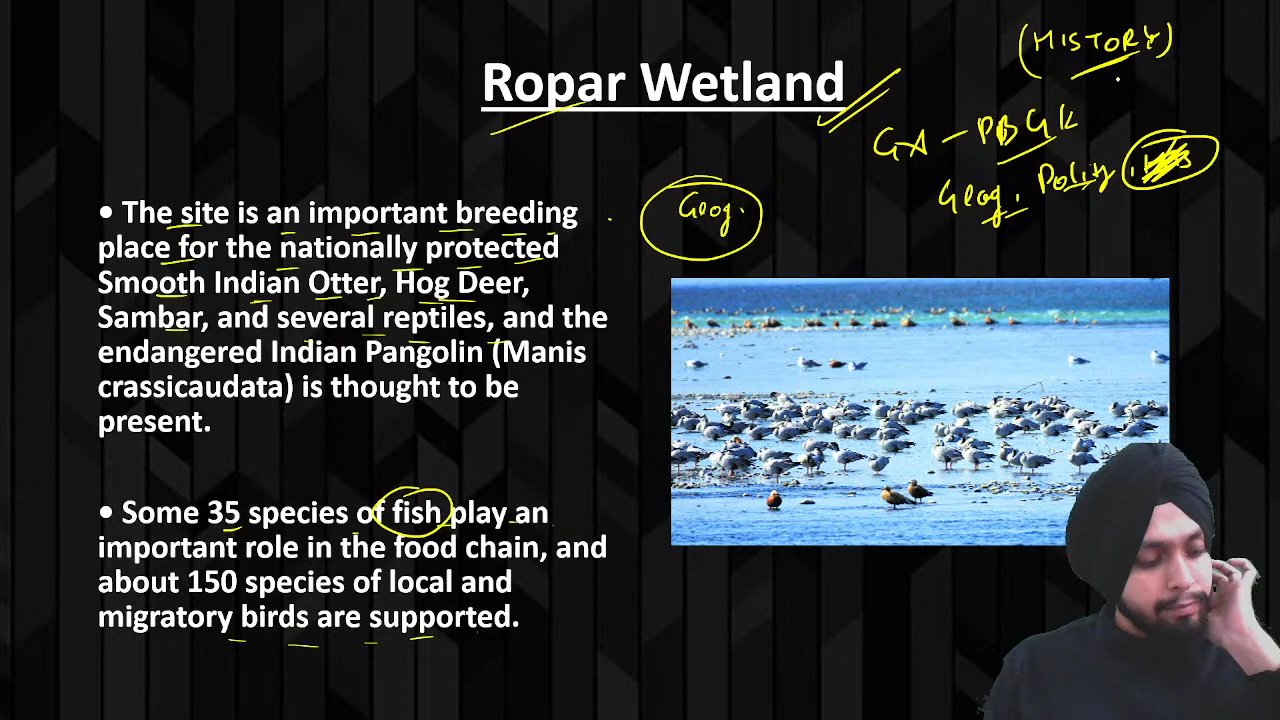 (HISTORY)
Ropar Wetland
GA - PBGK
Geog. Polity
Geog.
• The site is an important breeding
place for the nationally protected
Smooth Indian Otter, Hog Deer,
Sambar, and several reptiles, and the
endangered Indian Pangolin (Manis
crassicaudata) is thought to be
present.
• Some 35 species of fish play an
important role in the food chain, and
about 150 species of local and
migratory birds are supported.